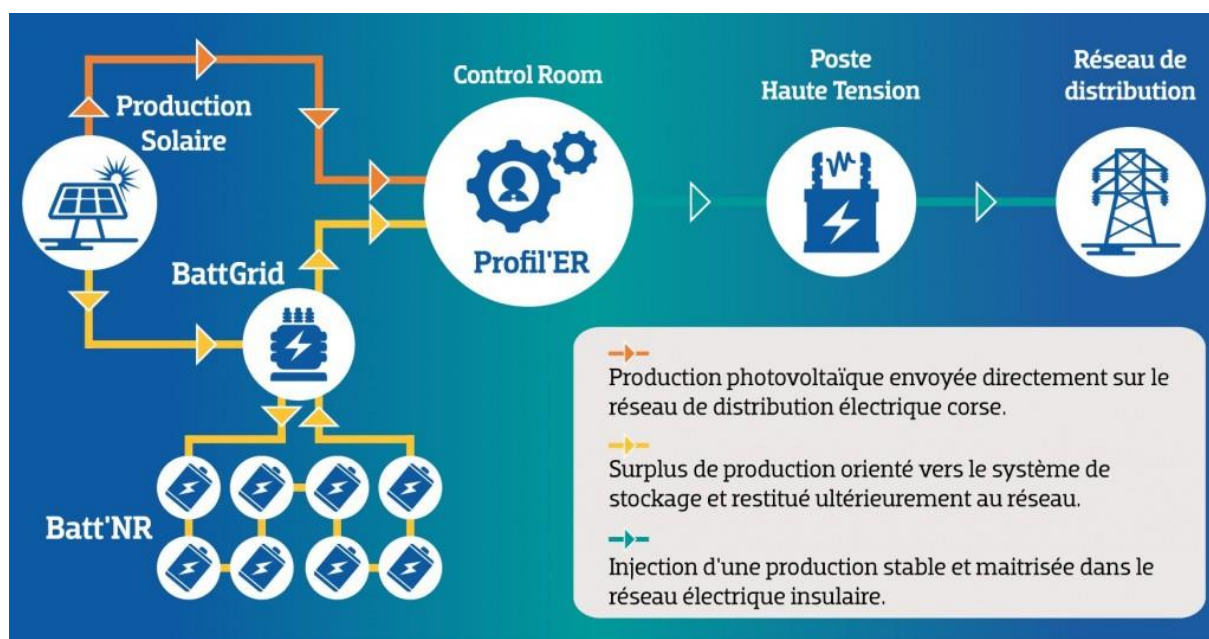 Production
Solaire
Control Room
Poste
Haute Tension
Réseau de
distribution
BattGrid
Profil'ER
Batt'NR
Production photovoltaïque envoyée directement sur le
réseau de distribution électrique corse.
Surplus de production orienté vers le système de
stockage et restitué ultérieurement au réseau.
Injection d'une production stable et maitrisée dans le
réseau électrique insulaire.